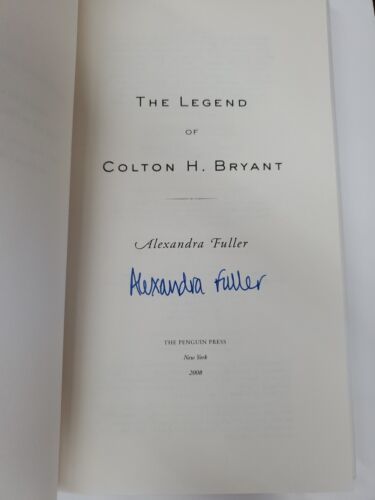 THE LEGEND
OF
COLTON H. BRYANT
Alexandra Fuller
Alexandra Fuller
THE PENGUIN PRESS
New York
2008